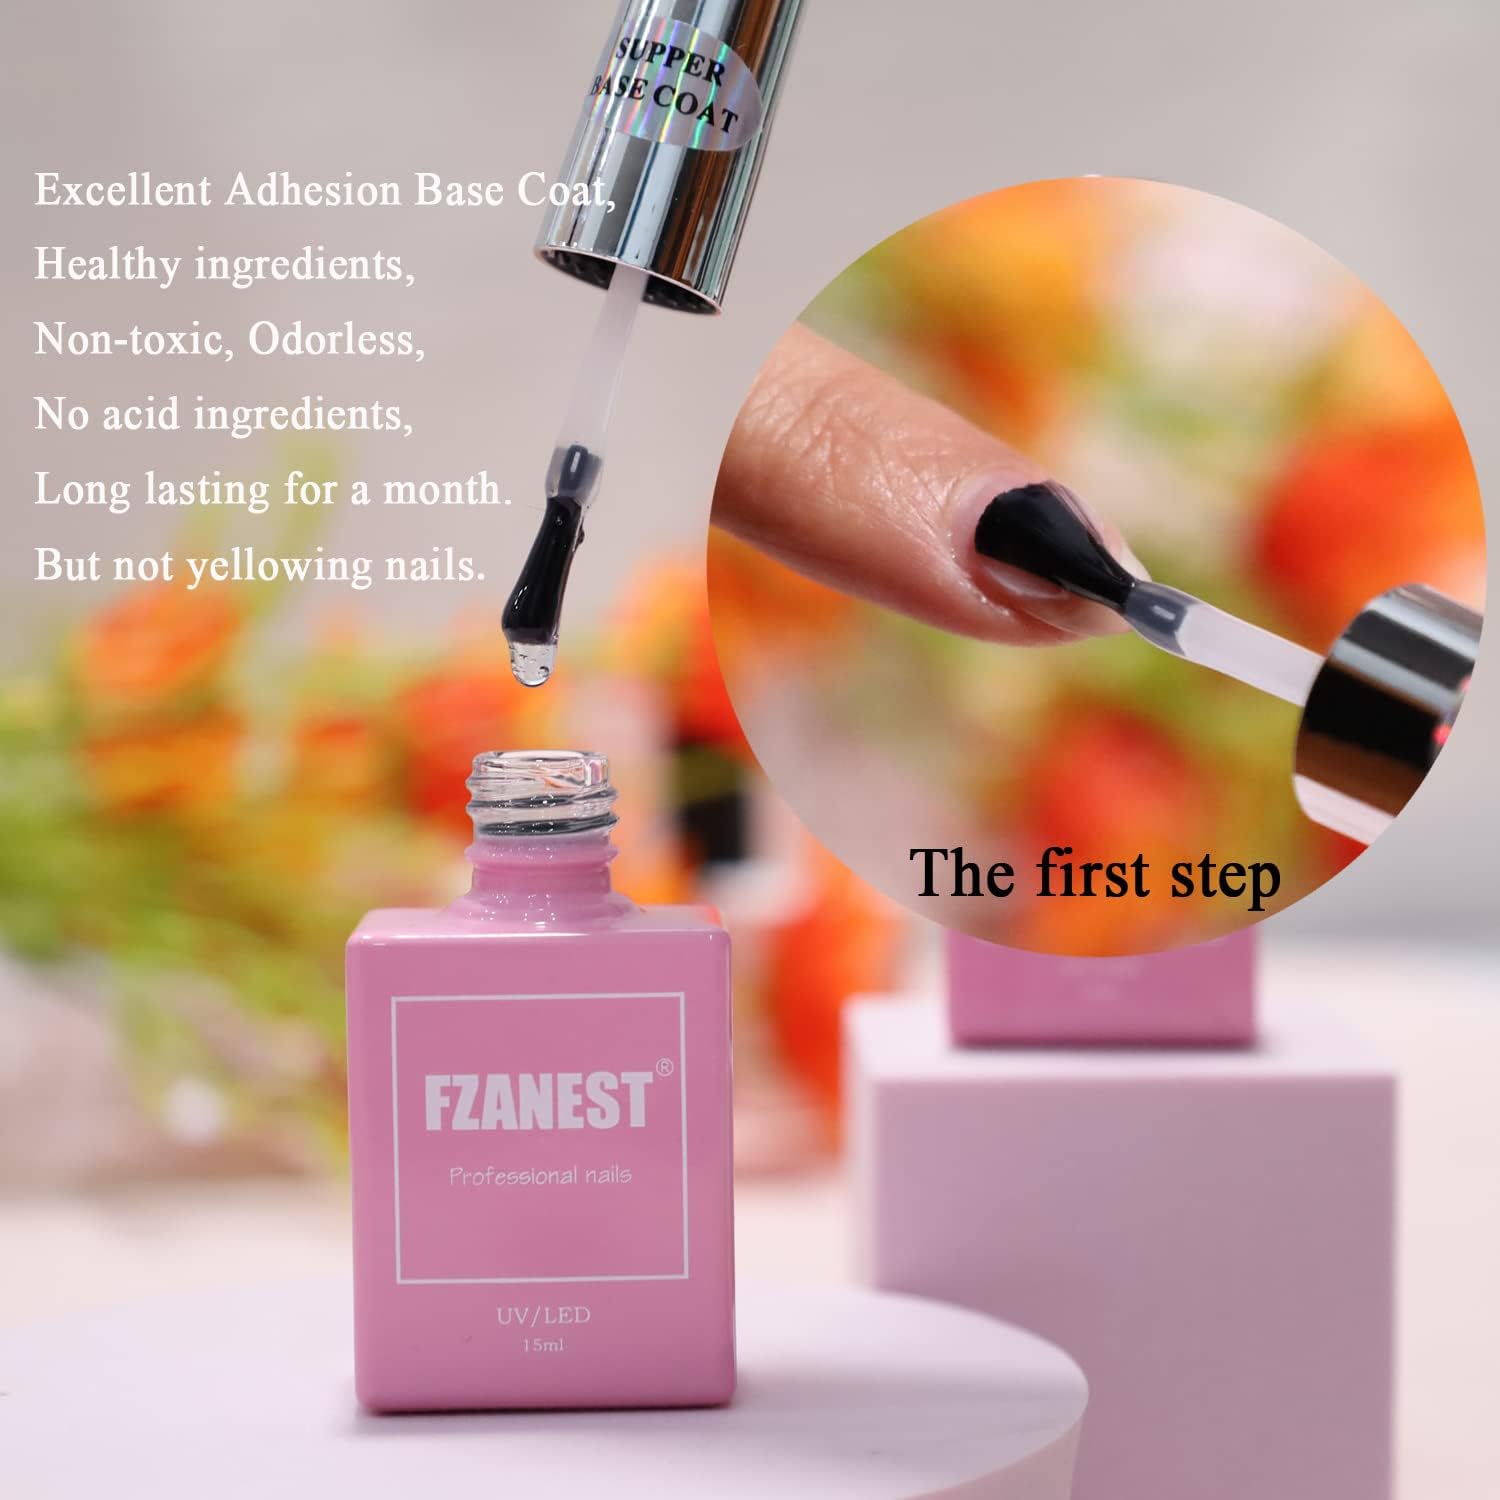 SUPPER
BASE COAT
Excellent Adhesion Base Coat,
Healthy ingredients,
Non-toxic, Odorless,
No acid ingredients,
Long lasting for a month.
But not yellowing nails.
The first step
FZANEST®
Professional nails
UV/LED
15ml